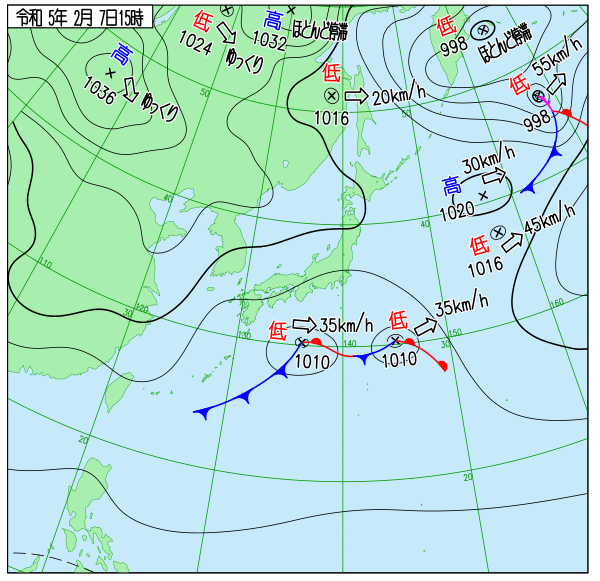 令和 5年 2月 7日15時
低
1024
ゆっくり
高
1032
ほとんど停滞
低
998
ほとんど停滞
高
1036
ゆっくり
低
1016
20km/h
低
998
55km/h
50
50
高
1020
30km/h
40
40
低
1016
45km/h
110
120
130
30
130
140
150
30
160
低
1010
35km/h
低
1010
35km/h
20
20